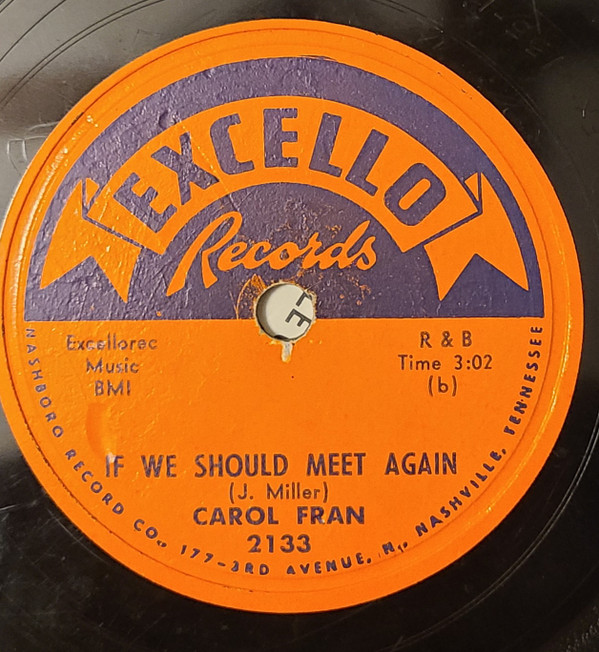 EXCELLO
Records
Excellorec
Music
BMI
R & B
Time 3:02
(b)
IF WE SHOULD MEET AGAIN
(J. Miller)
CAROL FRAN
2133
NASHBORO RECORD CO., 177-3RD AVENUE, N., NASHVILLE, TENNESSEE